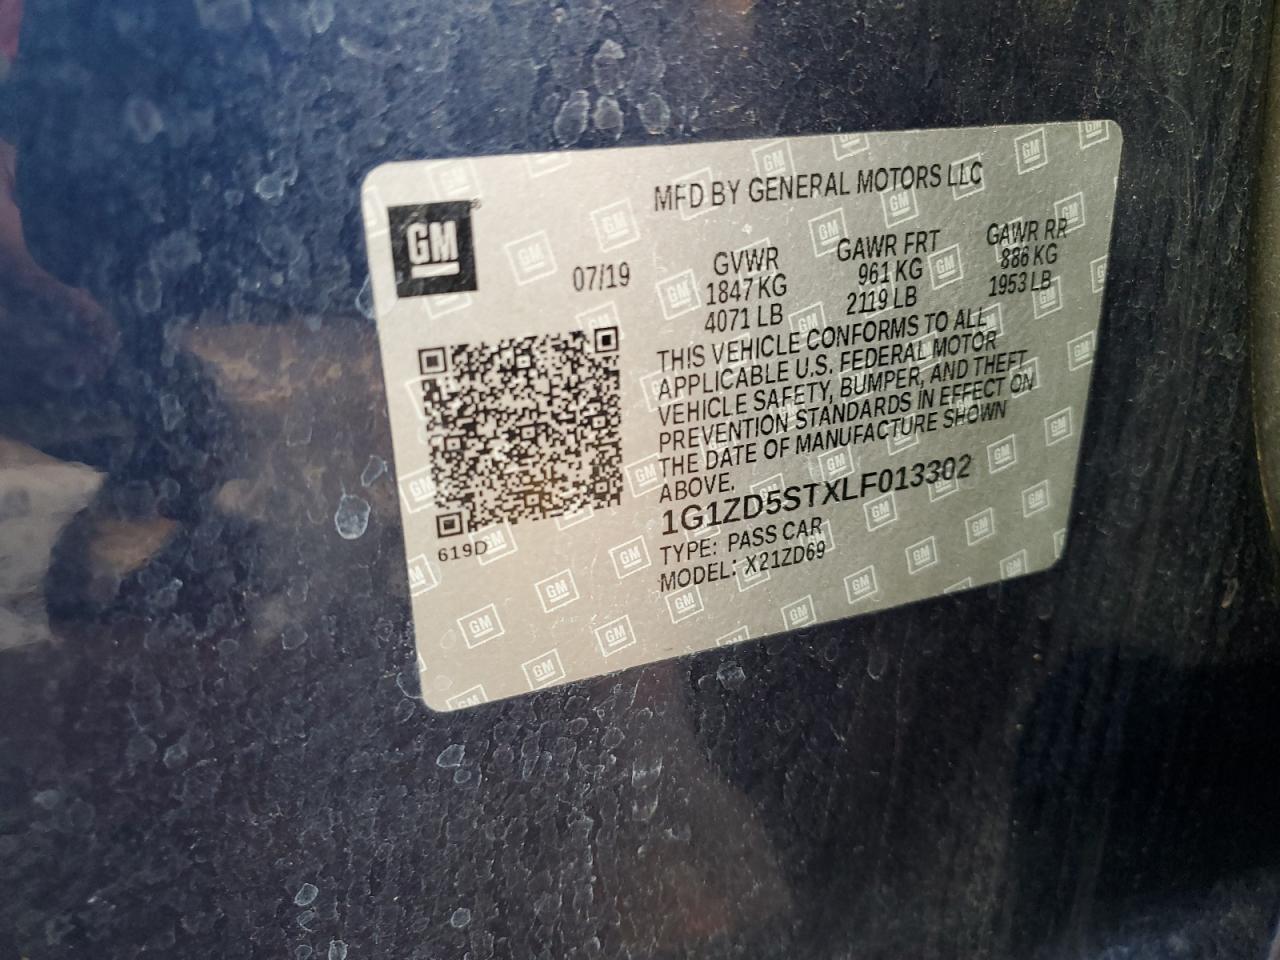 MFD BY GENERAL MOTORS LLC
GM
07/19
GVWR GAWR FRT GAWR RR
1847 KG 961 KG 886 KG
4071 LB 2119 LB 1953 LB
THIS VEHICLE CONFORMS TO ALL
APPLICABLE U.S. FEDERAL MOTOR
VEHICLE SAFETY, BUMPER, AND THEFT
PREVENTION STANDARDS IN EFFECT ON
THE DATE OF MANUFACTURE SHOWN
ABOVE.
1G1ZD5STXLF013302
619D
TYPE: PASS CAR
MODEL: X21ZD69